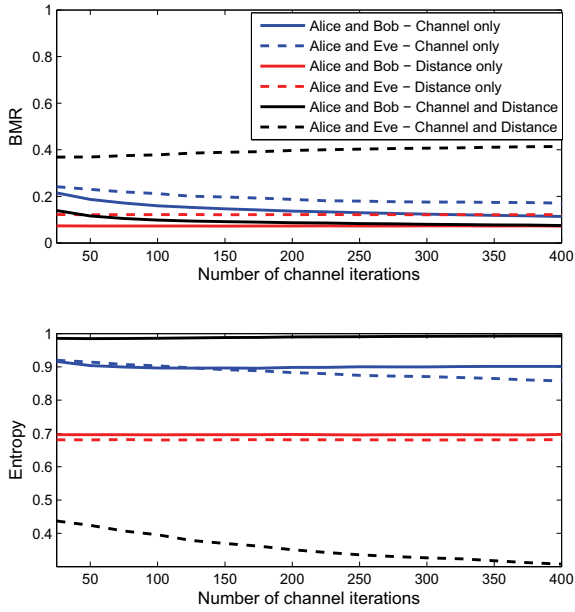 1
0.8
0.6
0.4
0.2
0
BMR
Alice and Bob − Channel only
Alice and Eve − Channel only
Alice and Bob − Distance only
Alice and Eve − Distance only
Alice and Bob − Channel and Distance
Alice and Eve − Channel and Distance
50 100 150 200 250 300 350 400
Number of channel iterations
1
0.9
0.8
0.7
0.6
0.5
0.4
Entropy
50 100 150 200 250 300 350 400
Number of channel iterations